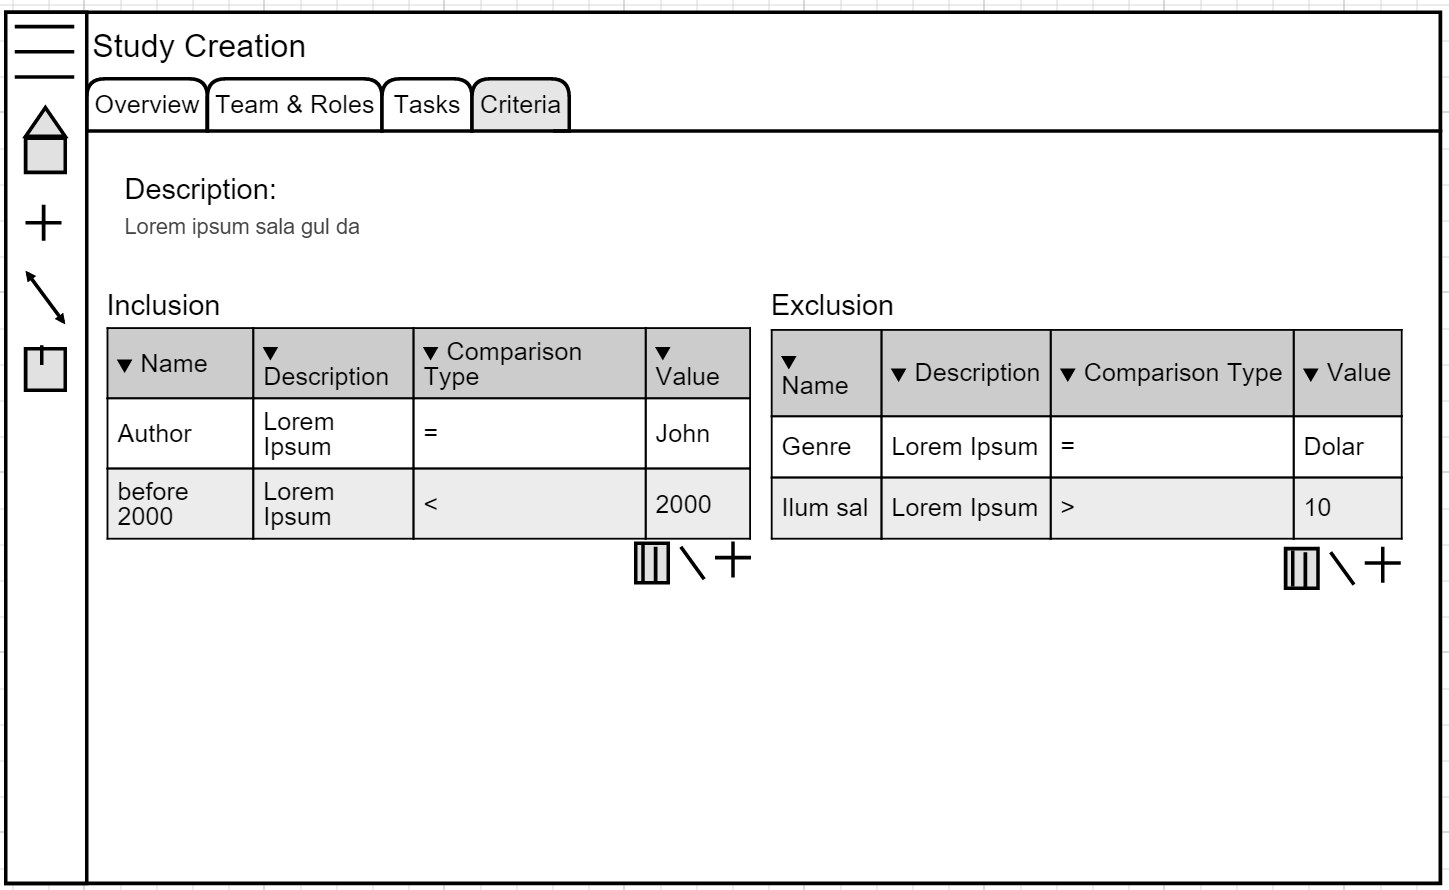 Study Creation
Overview
Team & Roles
Tasks
Criteria
Description:
Lorem ipsum sala gul da
Inclusion
▼ Name
▼
Description
▼ Comparison
Type
▼
Value
Author
Lorem
Ipsum
=
John
before
2000
Lorem
Ipsum
<
2000
Exclusion
▼
Name
▼ Description
▼ Comparison Type
▼ Value
Genre
Lorem Ipsum
=
Dolar
Ilum sal
Lorem Ipsum
>
10